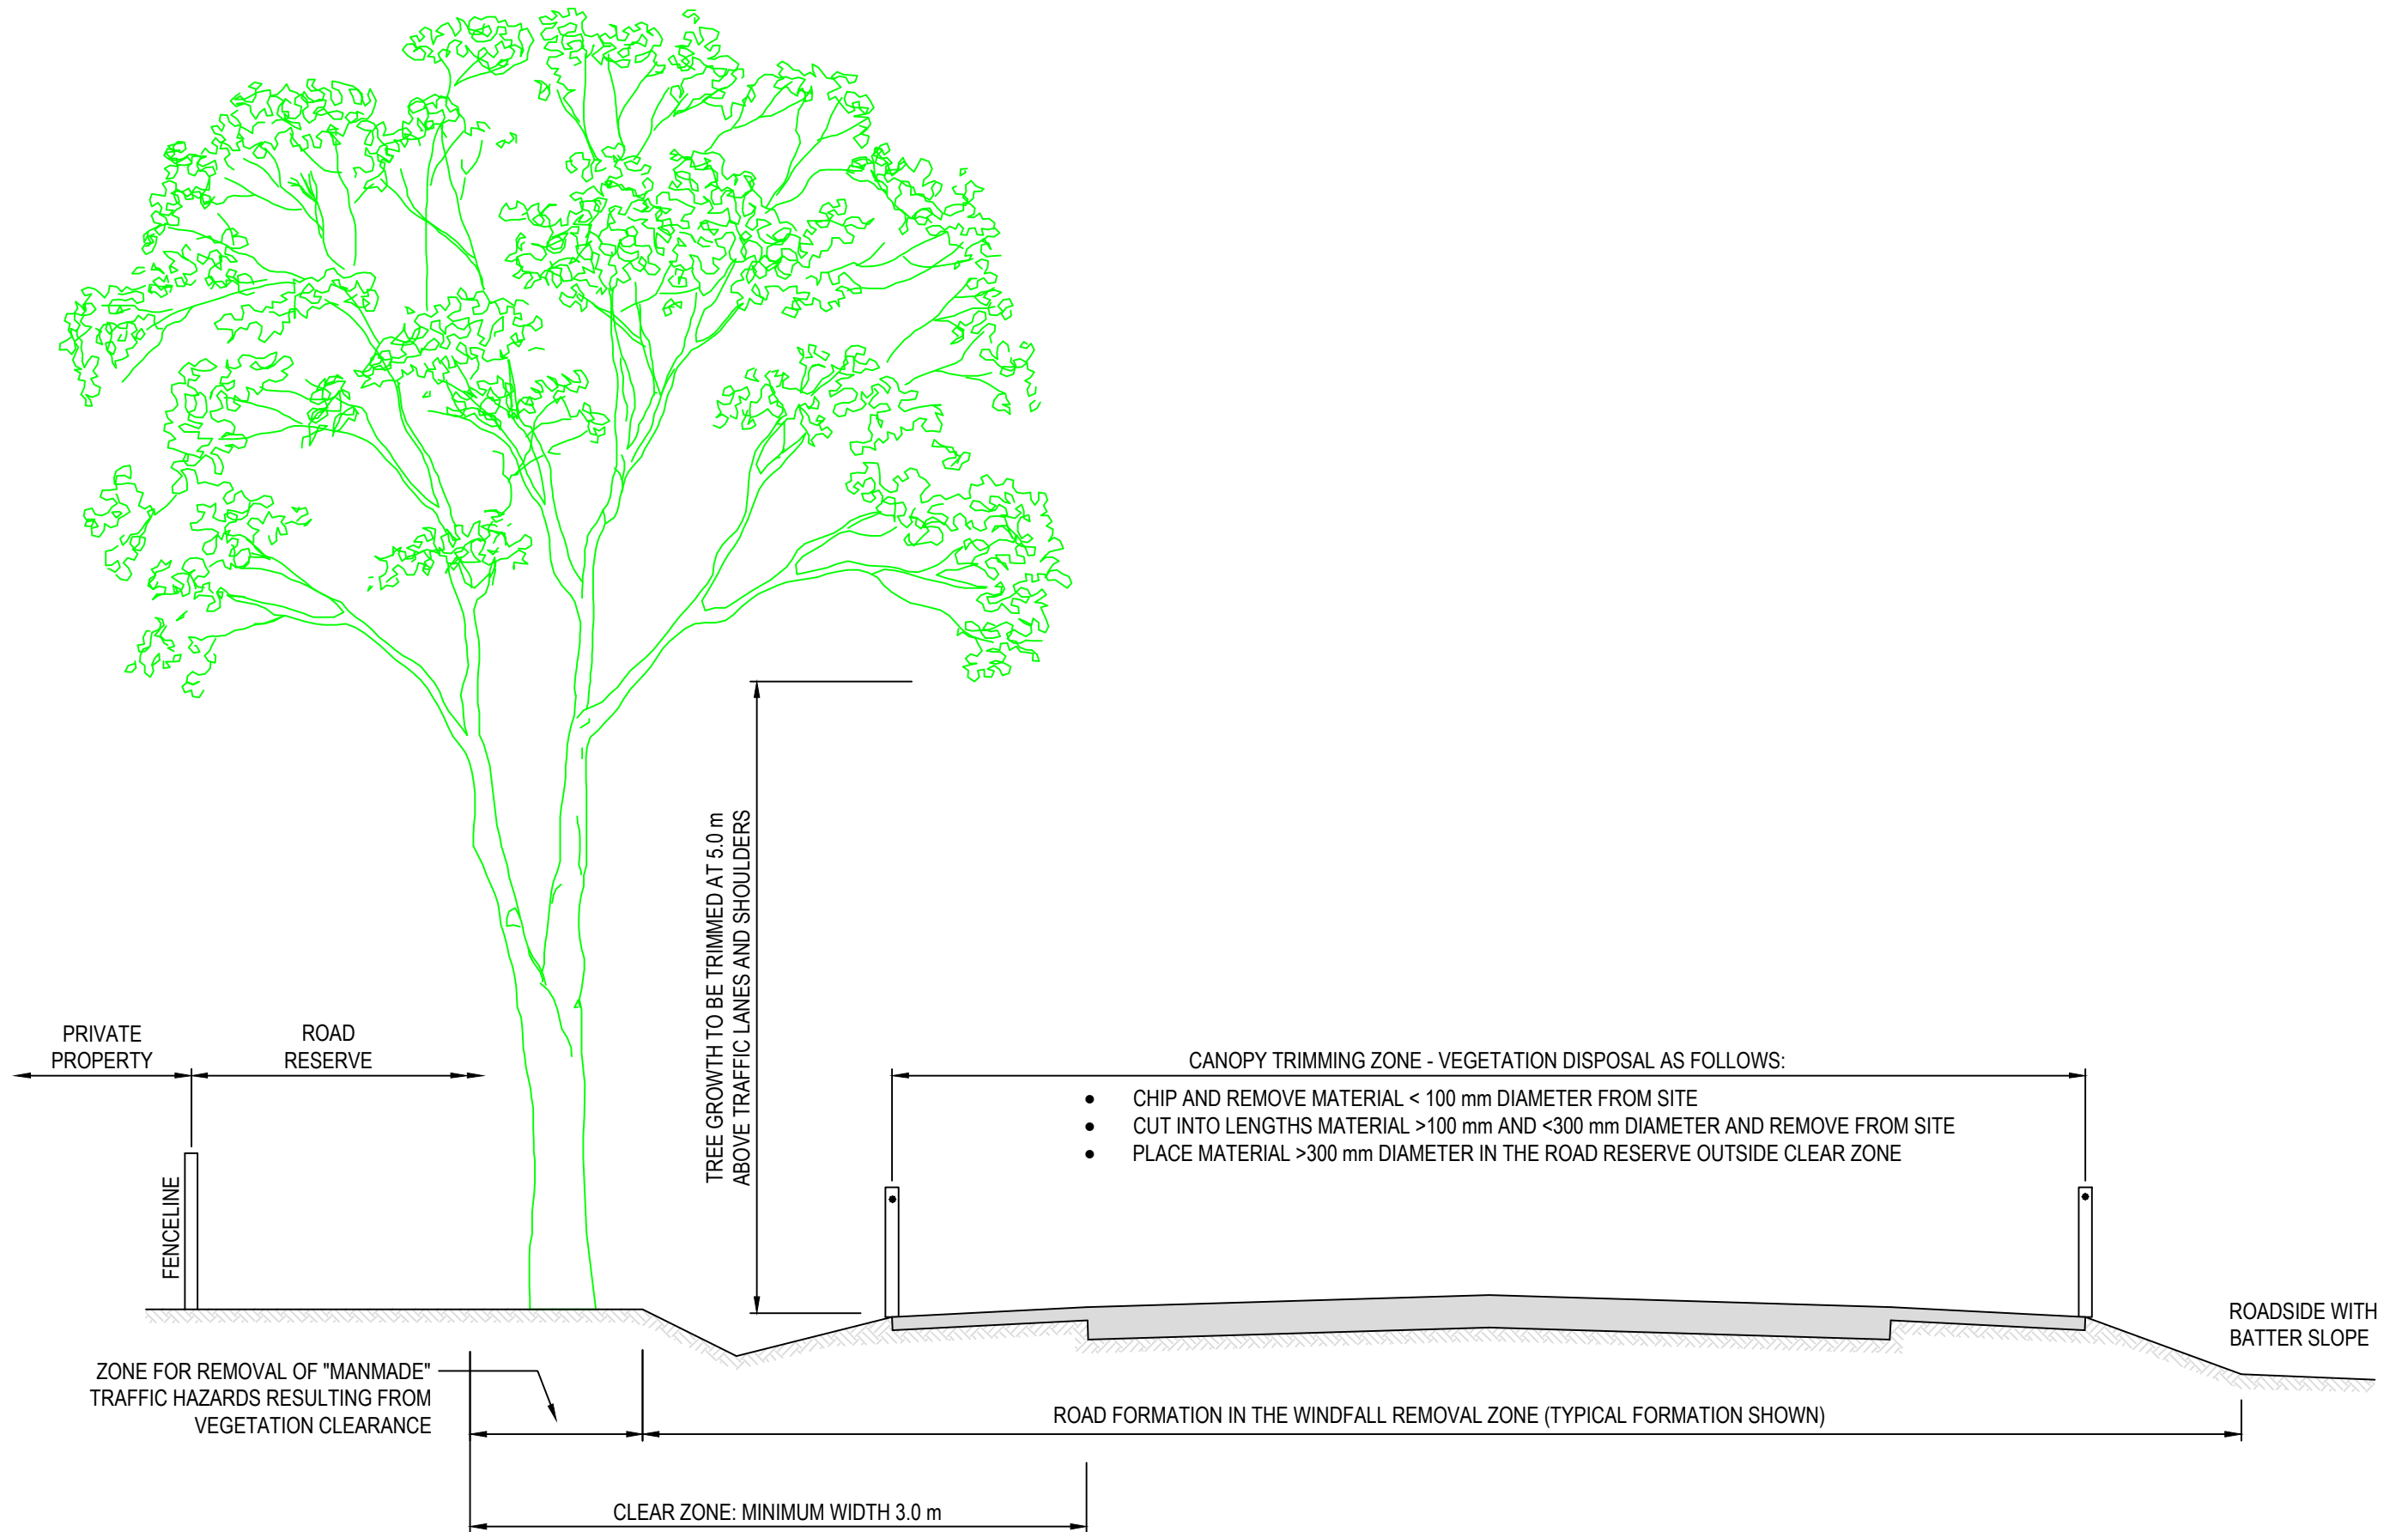 TREE GROWTH TO BE TRIMMED AT 5.0 m
ABOVE TRAFFIC LANES AND SHOULDERS
PRIVATE
PROPERTY
ROAD
RESERVE
FENCELINE
CANOPY TRIMMING ZONE - VEGETATION DISPOSAL AS FOLLOWS:
• CHIP AND REMOVE MATERIAL < 100 mm DIAMETER FROM SITE
• CUT INTO LENGTHS MATERIAL >100 mm AND <300 mm DIAMETER AND REMOVE FROM SITE
• PLACE MATERIAL >300 mm DIAMETER IN THE ROAD RESERVE OUTSIDE CLEAR ZONE
ROADSIDE WITH
BATTER SLOPE
ZONE FOR REMOVAL OF "MANMADE"
TRAFFIC HAZARDS RESULTING FROM
VEGETATION CLEARANCE
ROAD FORMATION IN THE WINDFALL REMOVAL ZONE (TYPICAL FORMATION SHOWN)
CLEAR ZONE: MINIMUM WIDTH 3.0 m